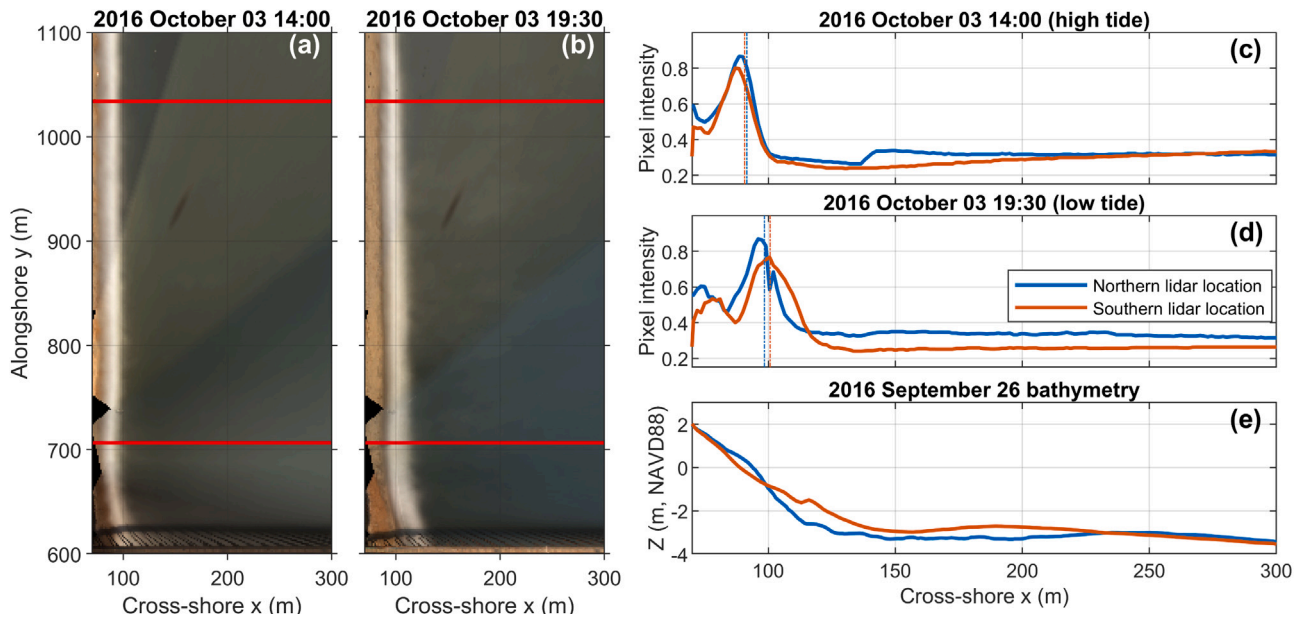 2016 October 03 14:00
(a)
1100
1000
900
800
700
600
Alongshore y (m)
100
200
300
Cross-shore x (m)
2016 October 03 19:30
(b)
100
200
300
Cross-shore x (m)
2016 October 03 14:00 (high tide)
(c)
Pixel intensity
0.8
0.6
0.4
0.2
2016 October 03 19:30 (low tide)
(d)
Pixel intensity
0.8
0.6
0.4
0.2
Northern lidar location
Southern lidar location
2016 September 26 bathymetry
(e)
Z (m, NAVD88)
2
0
-2
-4
100
150
200
250
300
Cross-shore x (m)